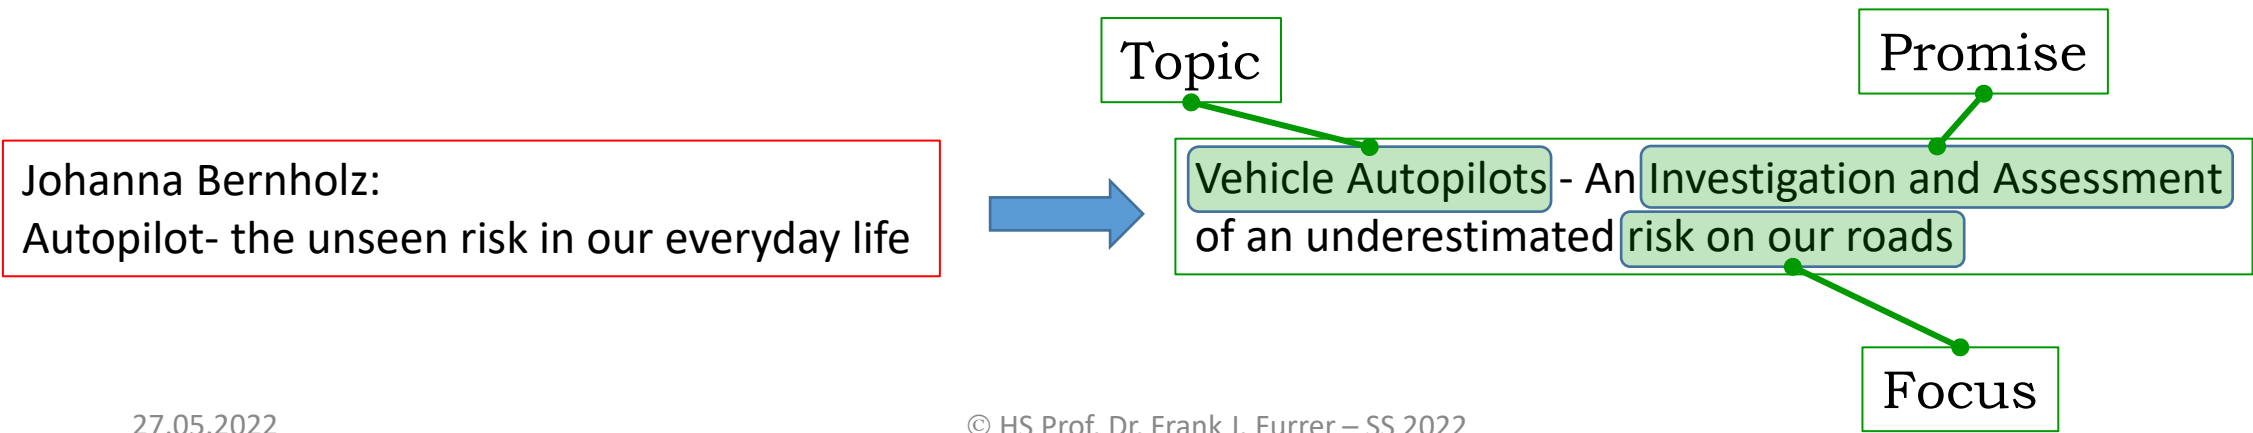 Topic
Promise
Johanna Bernholz:
Autopilot- the unseen risk in our everyday life
Vehicle Autopilots - An Investigation and Assessment
of an underestimated risk on our roads
Focus
27.05.2022
© HS Prof. Dr. Frank J. Furrer – SS 2022